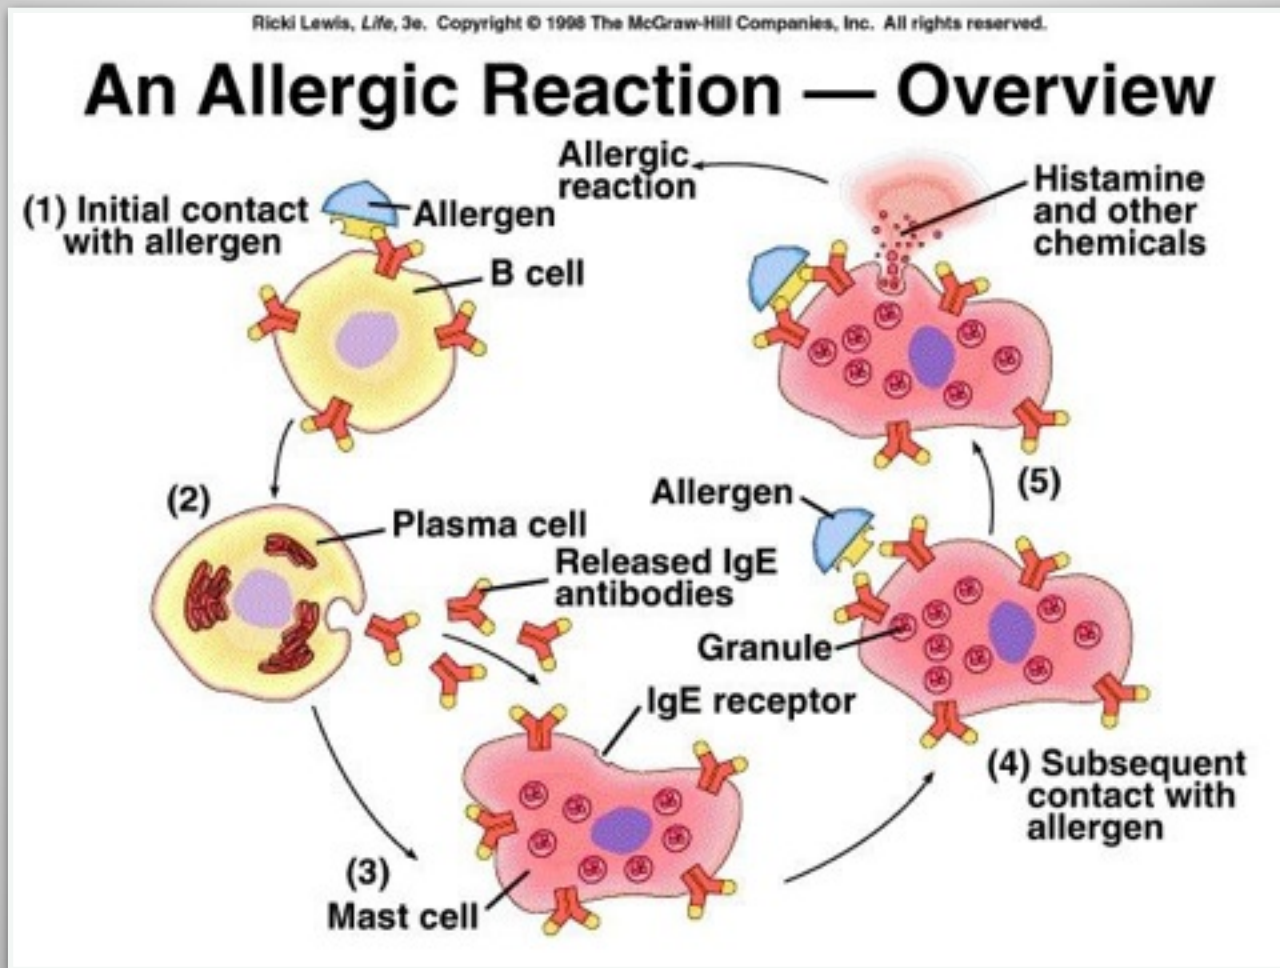 Ricki Lewis, Life, 3e. Copyright © 1998 The McGraw-Hill Companies, Inc. All rights reserved.
An Allergic Reaction — Overview
(1) Initial contact
with allergen
Allergen
B cell
Allergic
reaction
Histamine
and other
chemicals
(2)
Plasma cell
Released IgE
antibodies
IgE receptor
(3)
Mast cell
Allergen
Granule
(4) Subsequent
contact with
allergen
(5)